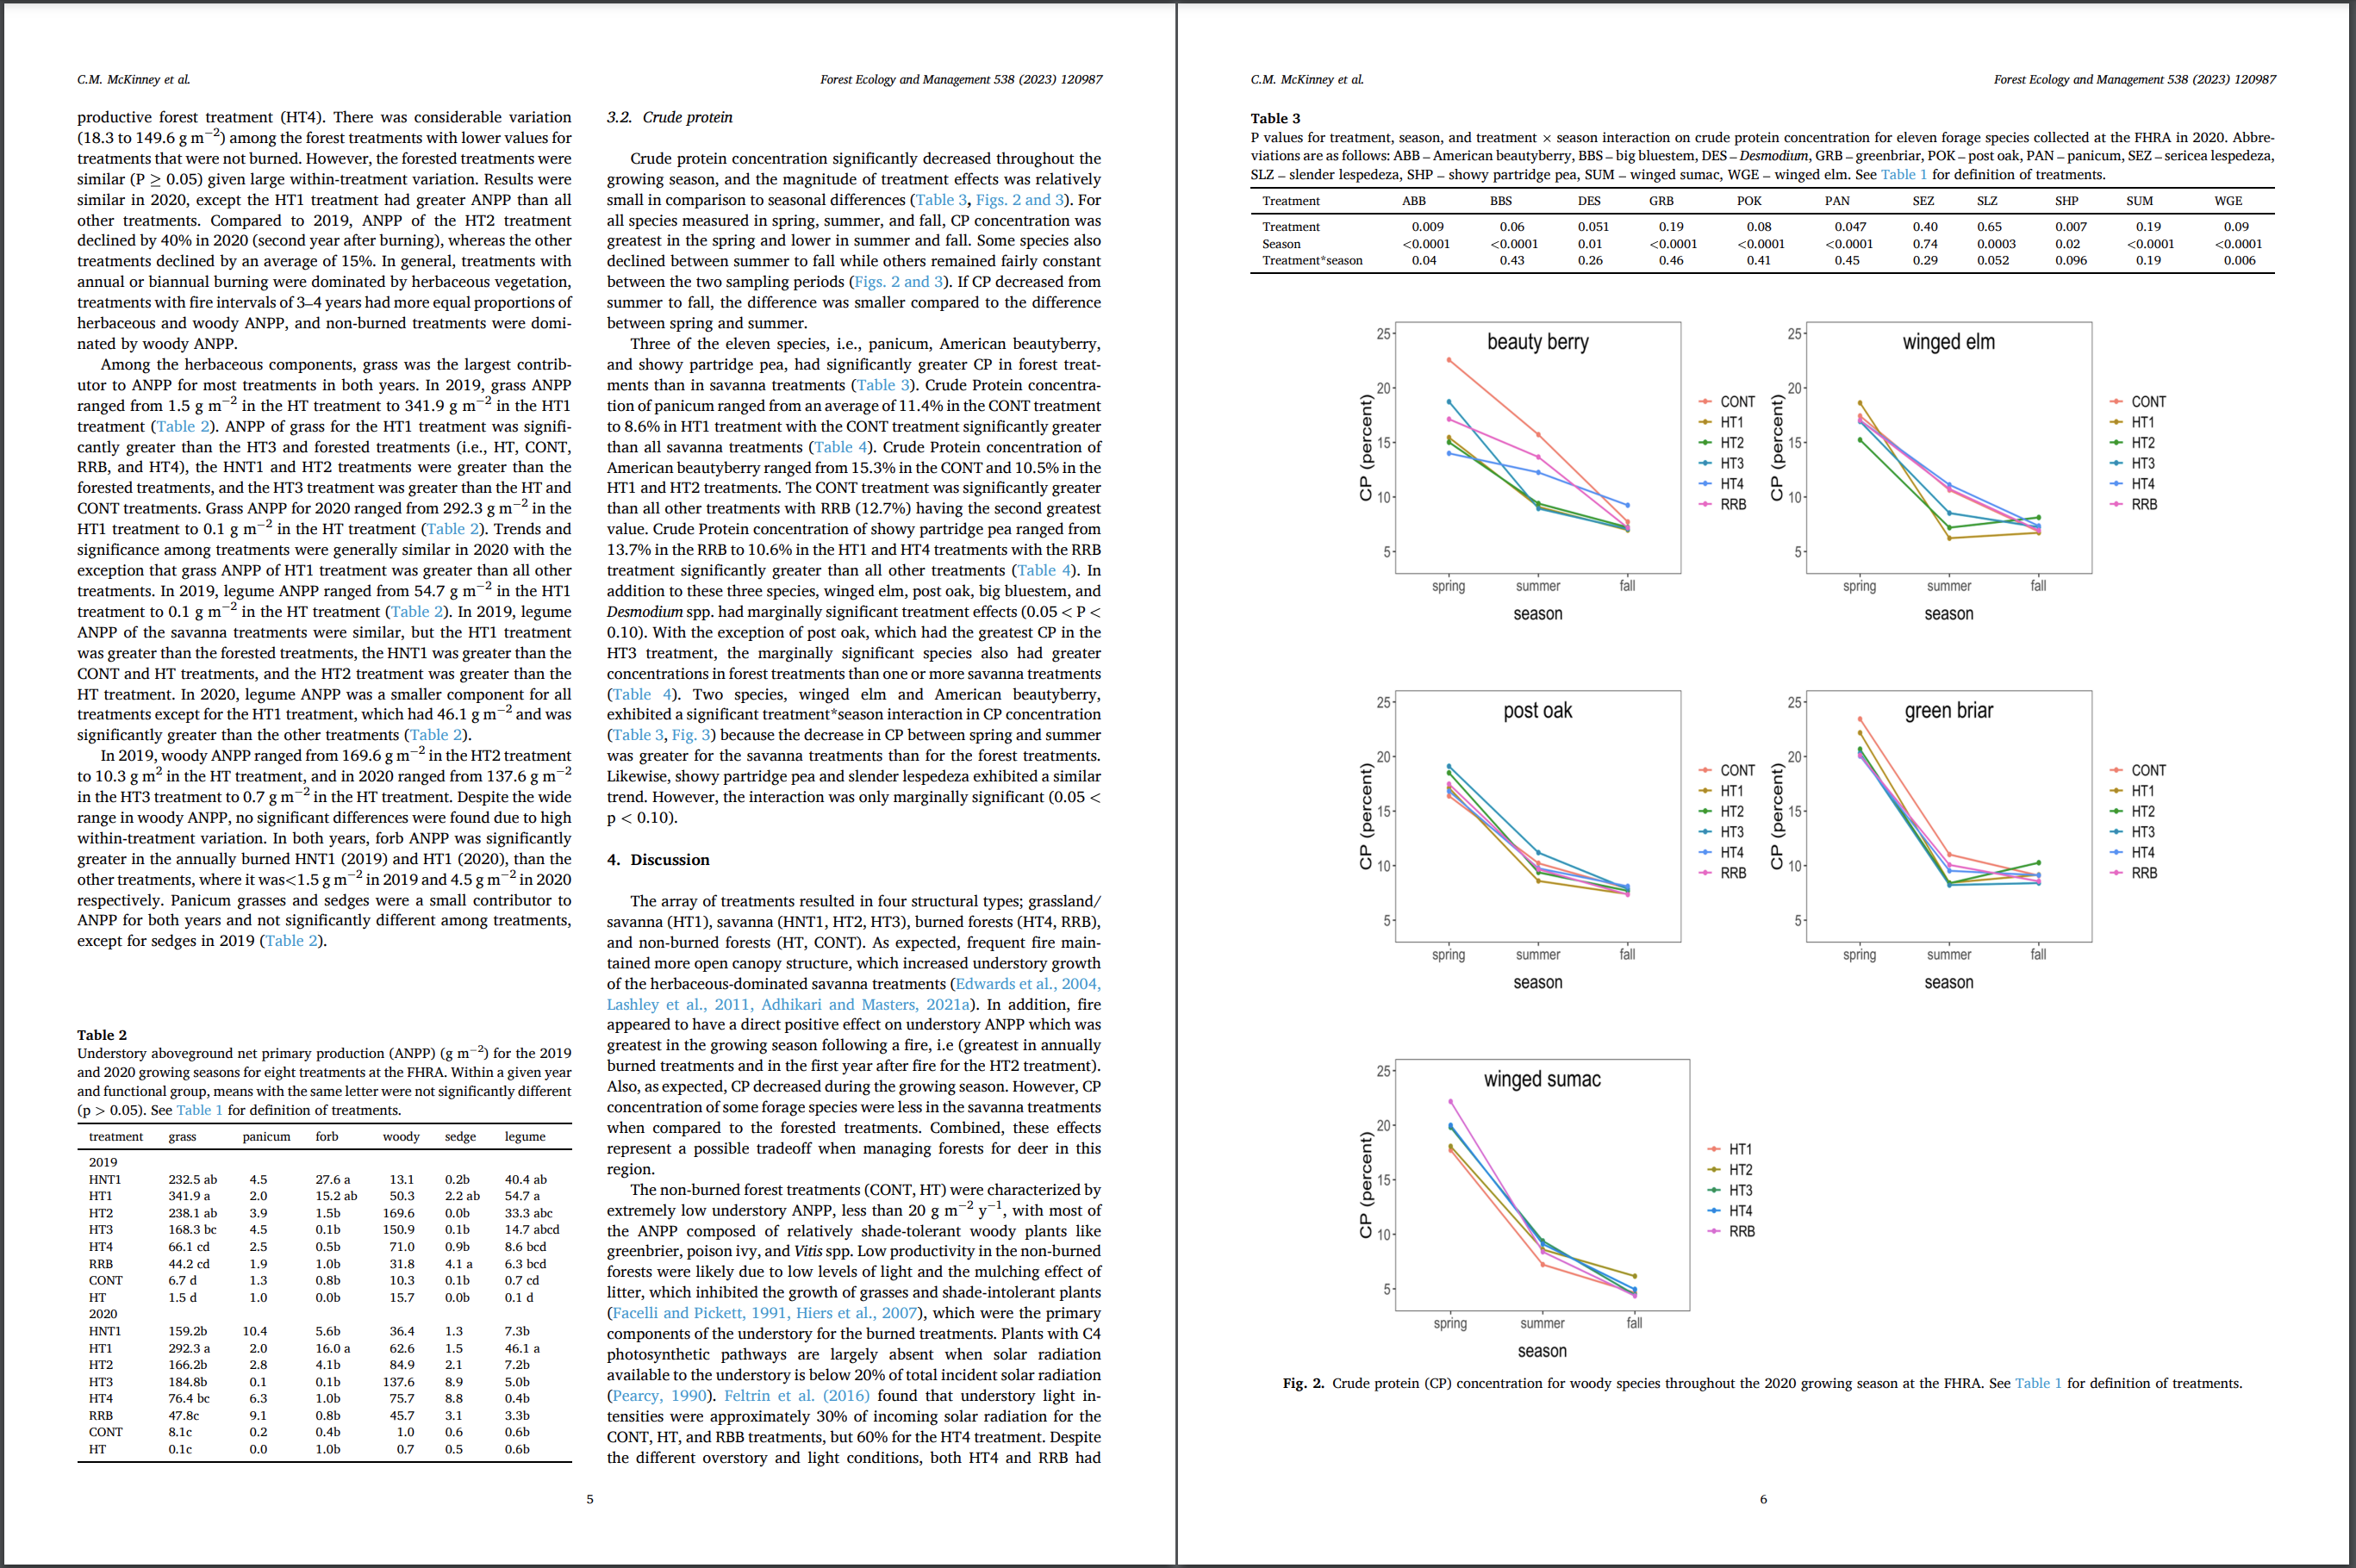 C.M. McKinney et al.
Forest Ecology and Management 538 (2023) 120987
productive forest treatment (HT4). There was considerable variation
(18.3 to 149.6 g m−2) among the forest treatments with lower values for
treatments that were not burned. However, the forested treatments were
similar (P ≥ 0.05) given large within-treatment variation. Results were
similar in 2020, except the HT1 treatment had greater ANPP than all
other treatments. Compared to 2019, ANPP of the HT2 treatment
declined by 40% in 2020 (second year after burning), whereas the other
treatments declined by an average of 15%. In general, treatments with
annual or biannual burning were dominated by herbaceous vegetation,
treatments with fire intervals of 3–4 years had more equal proportions of
herbaceous and woody ANPP, and non-burned treatments were domi-
nated by woody ANPP.
Among the herbaceous components, grass was the largest contrib-
utor to ANPP for most treatments in both years. In 2019, grass ANPP
ranged from 1.5 g m−2 in the HT treatment to 341.9 g m−2 in the HT1
treatment (Table 2). ANPP of grass for the HT1 treatment was signifi-
cantly greater than the HT3 and forested treatments (i.e., HT, CONT,
RRB, and HT4), the HNT1 and HT2 treatments were greater than the
forested treatments, and the HT3 treatment was greater than the HT and
CONT treatments. Grass ANPP for 2020 ranged from 292.3 g m−2 in the
HT1 treatment to 0.1 g m−2 in the HT treatment (Table 2). Trends and
significance among treatments were generally similar in 2020 with the
exception that grass ANPP of HT1 treatment was greater than all other
treatments. In 2019, legume ANPP ranged from 54.7 g m−2 in the HT1
treatment to 0.1 g m−2 in the HT treatment (Table 2). In 2019, legume
ANPP of the savanna treatments were similar, but the HT1 treatment
was greater than the forested treatments, the HNT1 was greater than the
CONT and HT treatments, and the HT2 treatment was greater than the
HT treatment. In 2020, legume ANPP was a smaller component for all
treatments except for the HT1 treatment, which had 46.1 g m−2 and was
significantly greater than the other treatments (Table 2).
In 2019, woody ANPP ranged from 169.6 g m−2 in the HT2 treatment
to 10.3 g m2 in the HT treatment, and in 2020 ranged from 137.6 g m−2
in the HT3 treatment to 0.7 g m−2 in the HT treatment. Despite the wide
range in woody ANPP, no significant differences were found due to high
within-treatment variation. In both years, forb ANPP was significantly
greater in the annually burned HNT1 (2019) and HT1 (2020), than the
other treatments, where it was<1.5 g m−2 in 2019 and 4.5 g m−2 in 2020
respectively. Panicum grasses and sedges were a small contributor to
ANPP for both years and not significantly different among treatments,
except for sedges in 2019 (Table 2).
Table 2
Understory aboveground net primary production (ANPP) (g m−2) for the 2019
and 2020 growing seasons for eight treatments at the FHRA. Within a given year
and functional group, means with the same letter were not significantly different
(p > 0.05). See Table 1 for definition of treatments.
treatment grass panicum forb woody sedge legume
2019
HNT1 232.5 ab 4.5 27.6 a 13.1 0.2b 40.4 ab
HT1 341.9 a 2.0 15.2 ab 50.3 2.2 ab 54.7 a
HT2 238.1 ab 3.9 1.5b 169.6 0.0b 33.3 abc
HT3 168.3 bc 4.5 0.1b 150.9 0.1b 14.7 abcd
HT4 66.1 cd 2.5 0.5b 71.0 0.9b 8.6 bcd
RRB 44.2 cd 1.9 1.0b 31.8 4.1 a 6.3 bcd
CONT 6.7 d 1.3 0.8b 10.3 0.1b 0.7 cd
HT 1.5 d 1.0 0.0b 15.7 0.0b 0.1 d
2020
HNT1 159.2b 10.4 5.6b 36.4 1.3 7.3b
HT1 292.3 a 2.0 16.0 a 62.6 1.5 46.1 a
HT2 166.2b 2.8 4.1b 84.9 2.1 7.2b
HT3 184.8b 0.1 0.1b 137.6 8.9 5.0b
HT4 76.4 bc 6.3 1.0b 75.7 8.8 0.4b
RRB 47.8c 9.1 0.8b 45.7 3.1 3.3b
CONT 8.1c 0.2 0.4b 1.0 0.6 0.6b
HT 0.1c 0.0 1.0b 0.7 0.5 0.6b
3.2. Crude protein
Crude protein concentration significantly decreased throughout the
growing season, and the magnitude of treatment effects was relatively
small in comparison to seasonal differences (Table 3, Figs. 2 and 3). For
all species measured in spring, summer, and fall, CP concentration was
greatest in the spring and lower in summer and fall. Some species also
declined between summer to fall while others remained fairly constant
between the two sampling periods (Figs. 2 and 3). If CP decreased from
summer to fall, the difference was smaller compared to the difference
between spring and summer.
Three of the eleven species, i.e., panicum, American beautyberry,
and showy partridge pea, had significantly greater CP in forest treat-
ments than in savanna treatments (Table 3). Crude Protein concentra-
tion of panicum ranged from an average of 11.4% in the CONT treatment
to 8.6% in HT1 treatment with the CONT treatment significantly greater
than all savanna treatments (Table 4). Crude Protein concentration of
American beautyberry ranged from 15.3% in the CONT and 10.5% in the
HT1 and HT2 treatments. The CONT treatment was significantly greater
than all other treatments with RRB (12.7%) having the second greatest
value. Crude Protein concentration of showy partridge pea ranged from
13.7% in the RRB to 10.6% in the HT1 and HT4 treatments with the RRB
treatment significantly greater than all other treatments (Table 4). In
addition to these three species, winged elm, post oak, big bluestem, and
Desmodium spp. had marginally significant treatment effects (0.05 < P <
0.10). With the exception of post oak, which had the greatest CP in the
HT3 treatment, the marginally significant species also had greater
concentrations in forest treatments than one or more savanna treatments
(Table 4). Two species, winged elm and American beautyberry,
exhibited a significant treatment*season interaction in CP concentration
(Table 3, Fig. 3) because the decrease in CP between spring and summer
was greater for the savanna treatments than for the forest treatments.
Likewise, showy partridge pea and slender lespedeza exhibited a similar
trend. However, the interaction was only marginally significant (0.05 <
p < 0.10).
4. Discussion
The array of treatments resulted in four structural types; grassland/
savanna (HT1), savanna (HNT1, HT2, HT3), burned forests (HT4, RRB),
and non-burned forests (HT, CONT). As expected, frequent fire main-
tained more open canopy structure, which increased understory growth
of the herbaceous-dominated savanna treatments (Edwards et al., 2004,
Lashley et al., 2011, Adhikari and Masters, 2021a). In addition, fire
appeared to have a direct positive effect on understory ANPP which was
greatest in the growing season following a fire, i.e (greatest in annually
burned treatments and in the first year after fire for the HT2 treatment).
Also, as expected, CP decreased during the growing season. However, CP
concentration of some forage species were less in the savanna treatments
when compared to the forested treatments. Combined, these effects
represent a possible tradeoff when managing forests for deer in this
region.
The non-burned forest treatments (CONT, HT) were characterized by
extremely low understory ANPP, less than 20 g m−2 y−1, with most of
the ANPP composed of relatively shade-tolerant woody plants like
greenbrier, poison ivy, and Vitis spp. Low productivity in the non-burned
forests were likely due to low levels of light and the mulching effect of
litter, which inhibited the growth of grasses and shade-intolerant plants
(Facelli and Pickett, 1991, Hiers et al., 2007), which were the primary
components of the understory for the burned treatments. Plants with C4
photosynthetic pathways are largely absent when solar radiation
available to the understory is below 20% of total incident solar radiation
(Pearcy, 1990). Feltrin et al. (2016) found that understory light in-
tensities were approximately 30% of incoming solar radiation for the
CONT, HT, and RBB treatments, but 60% for the HT4 treatment. Despite
the different overstory and light conditions, both HT4 and RRB had
5
C.M. McKinney et al.
Forest Ecology and Management 538 (2023) 120987
Table 3
P values for treatment, season, and treatment × season interaction on crude protein concentration for eleven forage species collected at the FHRA in 2020. Abbre-
viations are as follows: ABB – American beautyberry, BBS – big bluestem, DES – Desmodium, GRB – greenbriar, POK – post oak, PAN – panicum, SEZ – sericea lespedeza,
SLZ – slender lespedeza, SHP – showy partridge pea, SUM – winged sumac, WGE – winged elm. See Table 1 for definition of treatments.
Treatment ABB BBS DES GRB POK PAN SEZ SLZ SHP SUM WGE
Treatment 0.009 0.06 0.051 0.19 0.08 0.047 0.40 0.65 0.007 0.19 0.09
Season <0.0001 <0.0001 0.01 <0.0001 <0.0001 <0.0001 0.74 0.0003 0.02 <0.0001 <0.0001
Treatment*season 0.04 0.43 0.26 0.46 0.41 0.45 0.29 0.052 0.096 0.19 0.006
beauty berry
CP (percent)
25
20
15
10
5
spring summer fall
season
CONT
HT1
HT2
HT3
HT4
RRB
winged elm
CP (percent)
25
20
15
10
5
spring summer fall
season
CONT
HT1
HT2
HT3
HT4
RRB
post oak
CP (percent)
25
20
15
10
5
spring summer fall
season
CONT
HT1
HT2
HT3
HT4
RRB
green briar
CP (percent)
25
20
15
10
5
spring summer fall
season
CONT
HT1
HT2
HT3
HT4
RRB
winged sumac
CP (percent)
25
20
15
10
5
spring summer fall
season
HT1
HT2
HT3
HT4
RRB
Fig. 2. Crude protein (CP) concentration for woody species throughout the 2020 growing season at the FHRA. See Table 1 for definition of treatments.
6